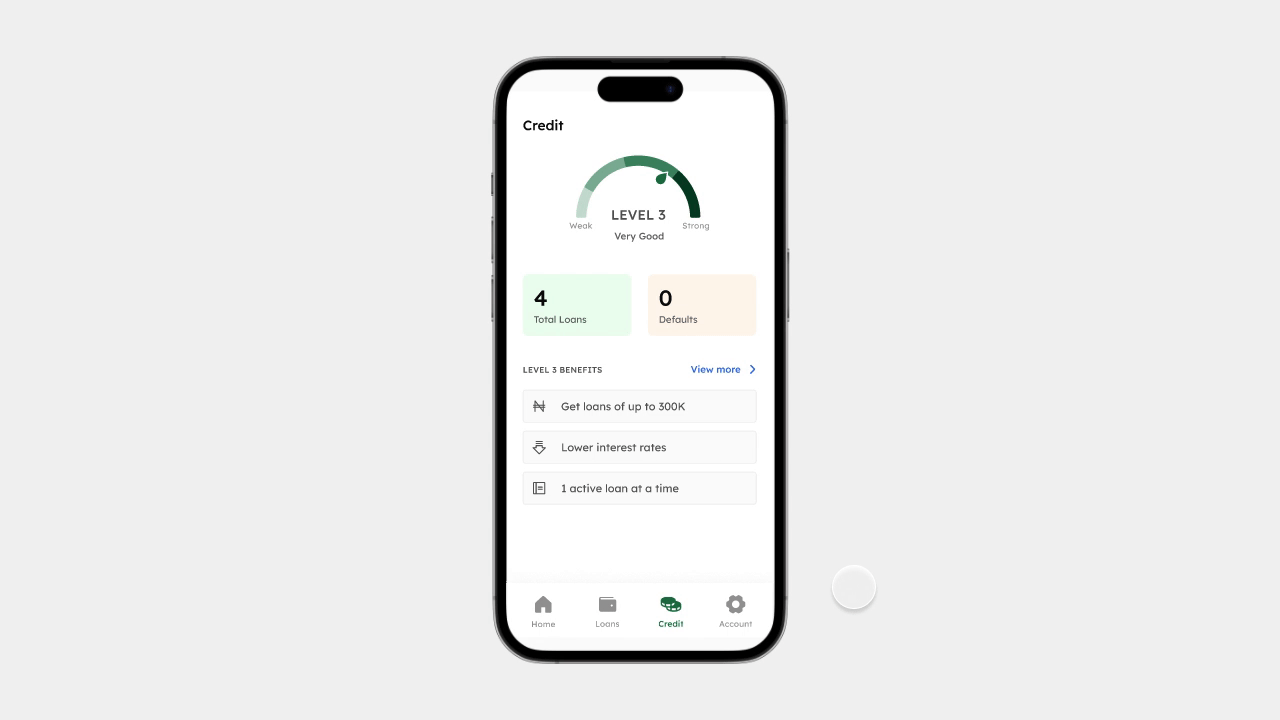 Credit
LEVEL 3
Weak
Strong
Very Good
4
Total Loans
0
Defaults
LEVEL 3 BENEFITS
View more
Get loans of up to 300K
Lower interest rates
1 active loan at a time
Home
Loans
Credit
Account